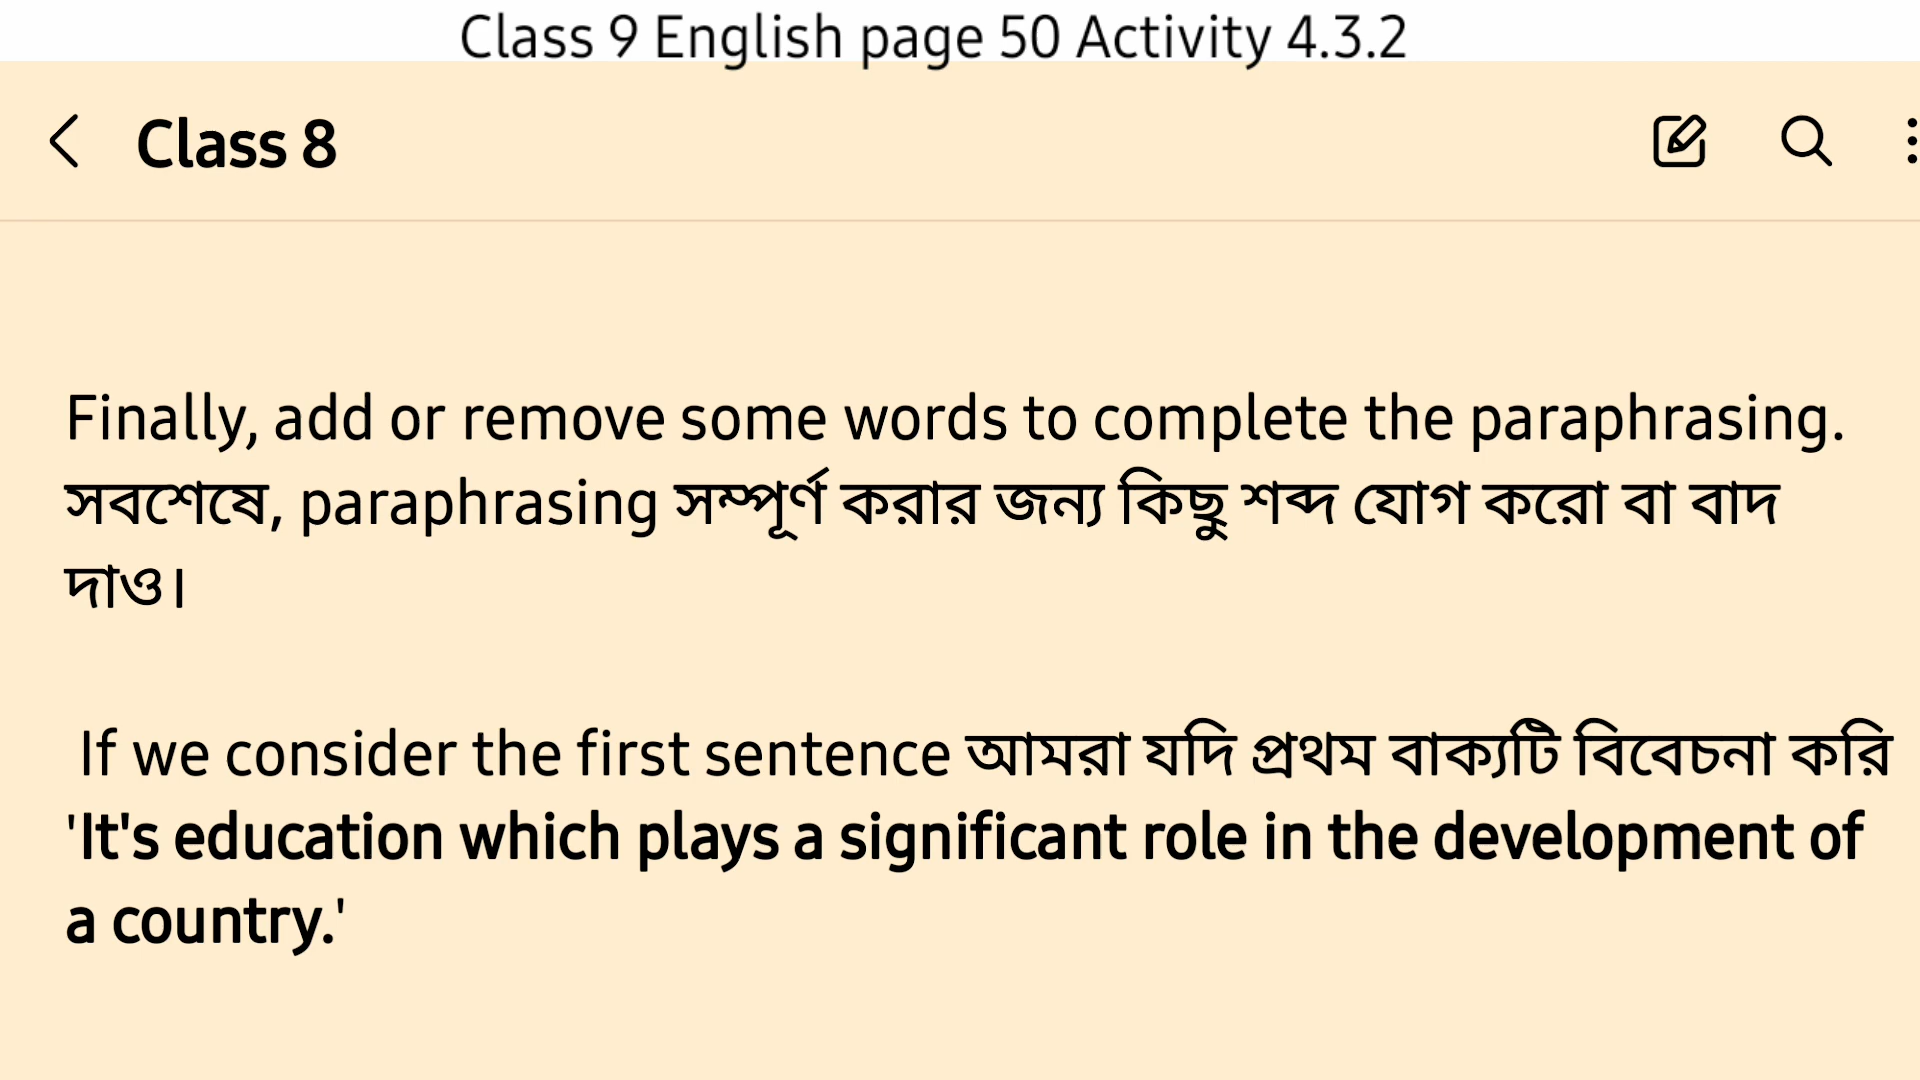 Class 9 English page 50 Activity 4.3.2
Class 8
Finally, add or remove some words to complete the paraphrasing.
সবশেষে, paraphrasing সম্পূর্ণ করার জন্য কিছু শব্দ যোগ করো বা বাদ
দাও।
If we consider the first sentence আমরা যদি প্রথম বাক্যটি বিবেচনা করি
'It's education which plays a significant role in the development of
a country.'